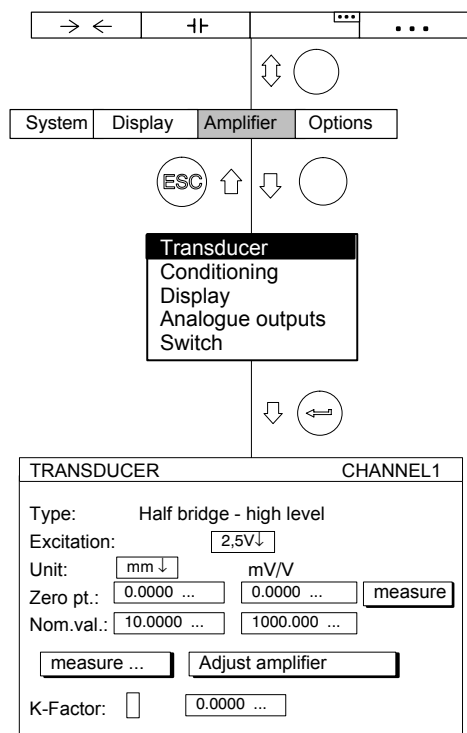 → ← ⊣⊢ ... ...
System Display Amplifier Options
ESC
Transducer
Conditioning
Display
Analogue outputs
Switch
TRANSDUCER CHANNEL1
Type: Half bridge - high level
Excitation: 2,5V↓
Unit: mm ↓ mV/V
Zero pt.: 0.0000 ... 0.0000 ... measure
Nom.val.: 10.0000 ... 1000.000 ...
measure ... Adjust amplifier
K-Factor: 0.0000 ...